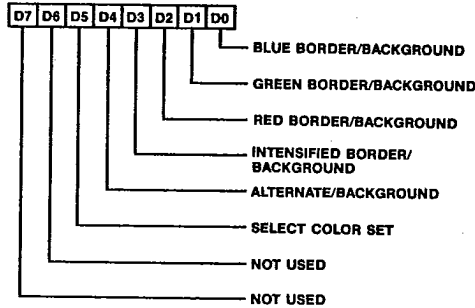 D7 D6 D5 D4 D3 D2 D1 D0
BLUE BORDER/BACKGROUND
GREEN BORDER/BACKGROUND
RED BORDER/BACKGROUND
INTENSIFIED BORDER/
BACKGROUND
ALTERNATE/BACKGROUND
SELECT COLOR SET
NOT USED
NOT USED